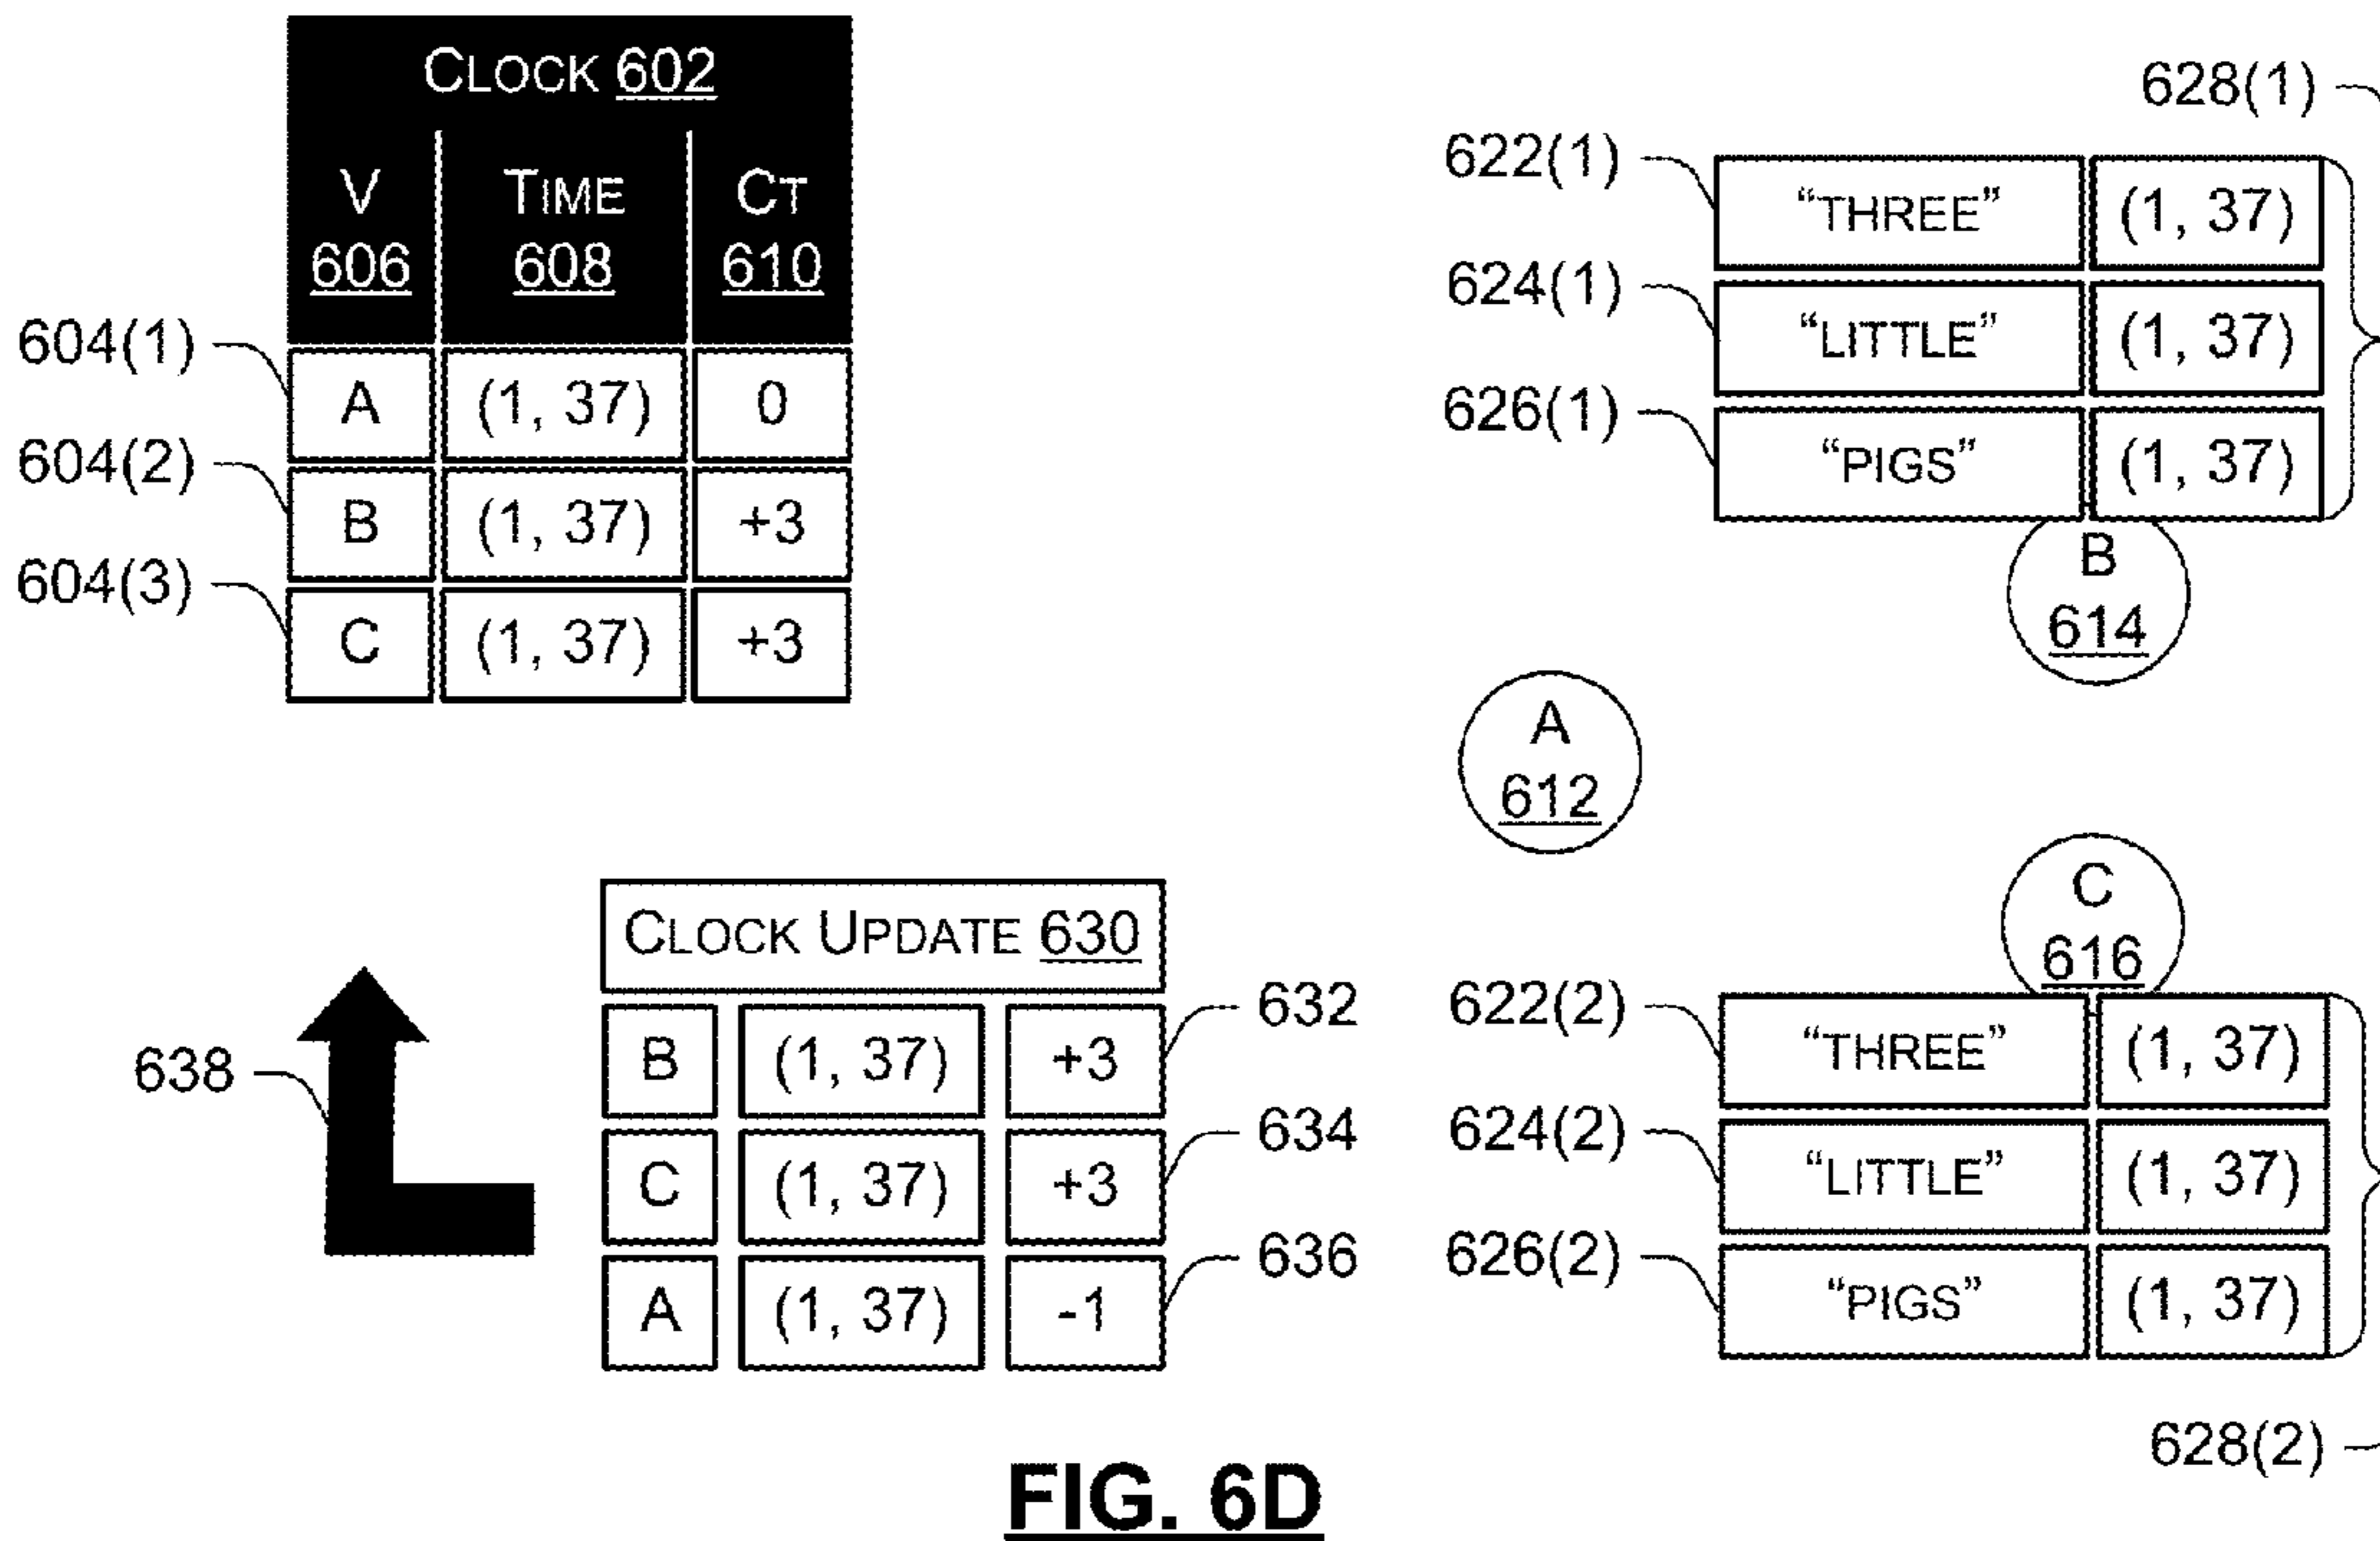 CLOCK 602
V TIME CT
606 608 610
604(1) A (1, 37) 0
604(2) B (1, 37) +3
604(3) C (1, 37) +3
628(1)
622(1) “THREE” (1, 37)
624(1) “LITTLE” (1, 37)
626(1) “PIGS” (1, 37)
B
614
A
612
C
616
CLOCK UPDATE 630
B (1, 37) +3 632
C (1, 37) +3 634
A (1, 37) -1 636
638
622(2) “THREE” (1, 37)
624(2) “LITTLE” (1, 37)
626(2) “PIGS” (1, 37)
628(2)
FIG. 6D